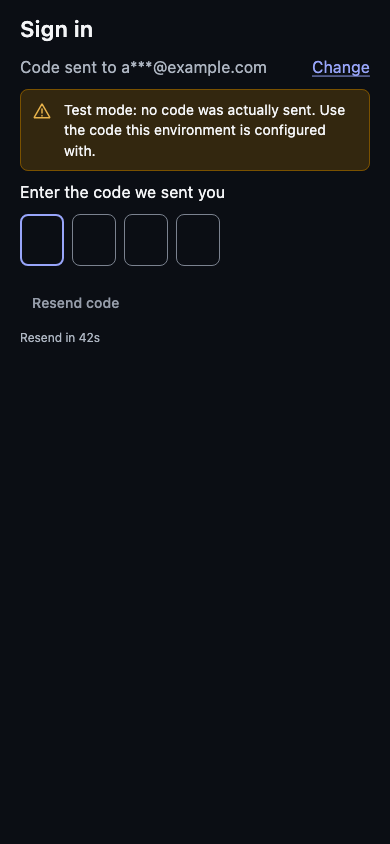 Sign in
Code sent to a***@example.com
Change
Test mode: no code was actually sent. Use
the code this environment is configured
with.
Enter the code we sent you
Resend code
Resend in 42s